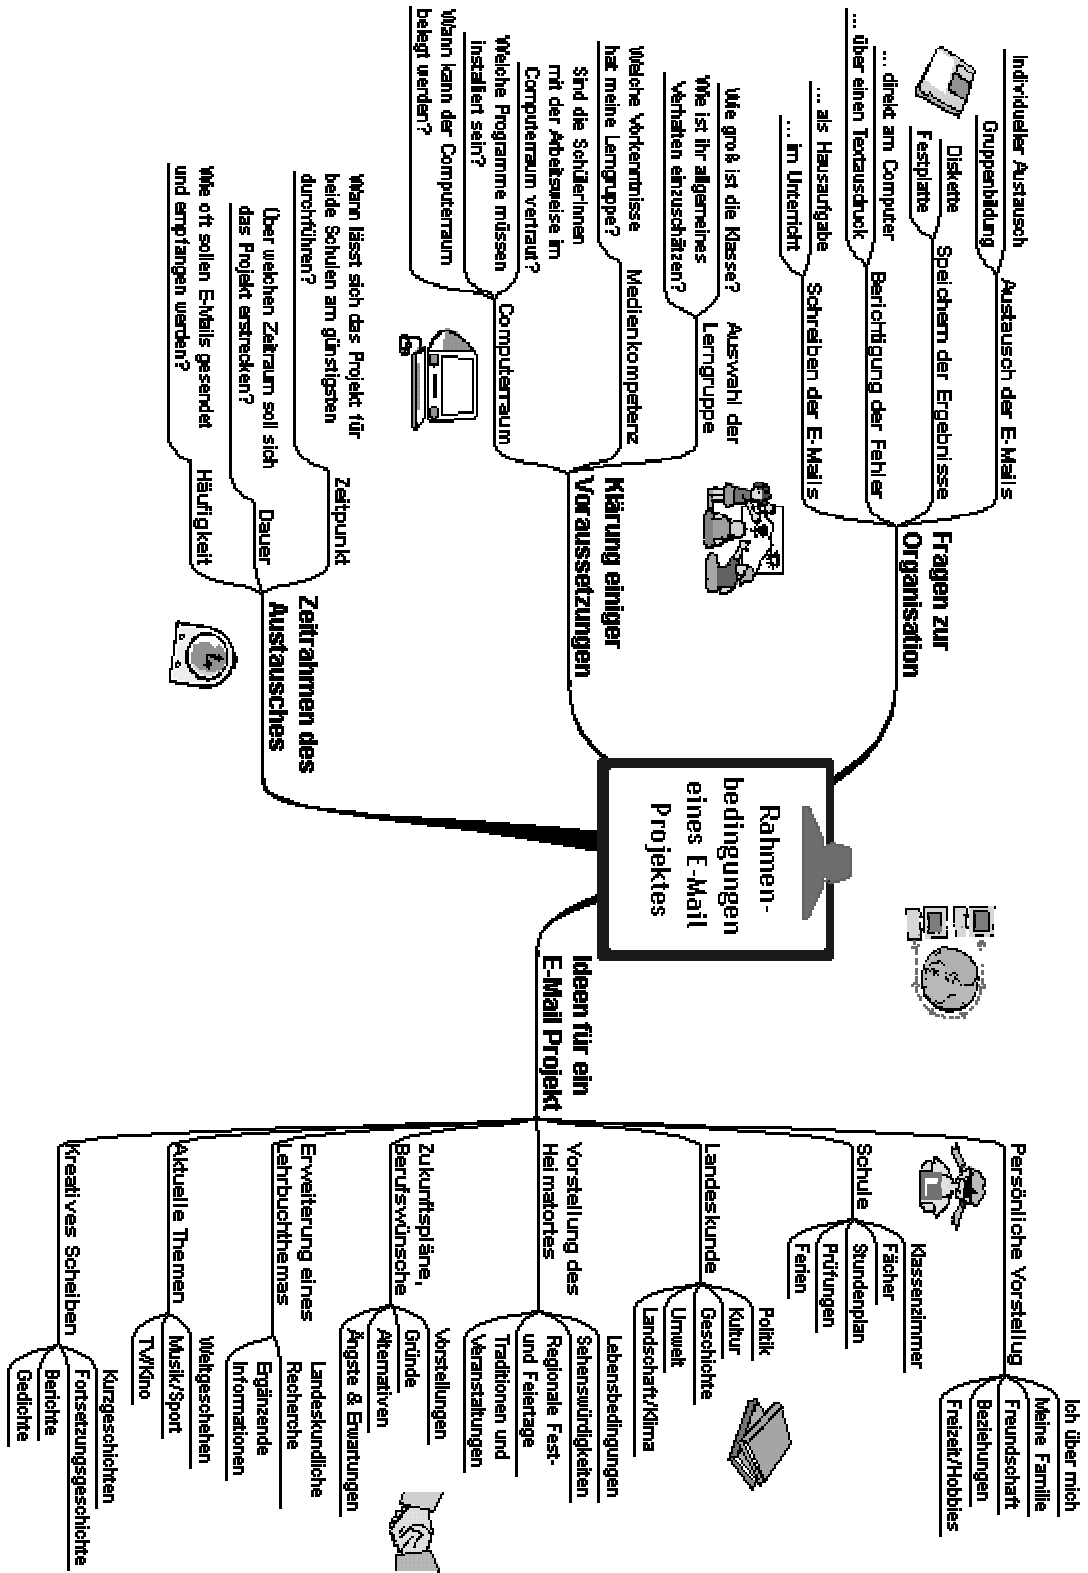 Rahmen-
bedingungen
eines E-Mail
Projektes
Fragen zur
Organisation
Austausch der E-Mails
Individueller Austausch
Gruppenbildung
Speichern der Ergebnisse
Diskette
Festplatte
Berichtigung der Fehler
... direkt am Computer
... über einen Textausdruck
Schreiben der E-Mails
... als Hausaufgabe
... im Unterricht
Klärung einiger
Voraussetzungen
Auswahl der
Lerngruppe
Wie groß ist die Klasse?
Wie ist ihr allgemeines
Verhalten einzuschätzen?
Medienkompetenz
Welche Vorkenntnisse
hat meine Lerngruppe?
Computerraum
Sind die SchülerInnen
mit der Arbeitsweise im
Computerraum vertraut?
Welche Programme müssen
installiert sein?
Wann kann der Computerraum
belegt werden?
Zeitrahmen des
Austausches
Zeitpunkt
Wann lässt sich das Projekt für
beide Schulen am günstigsten
durchführen?
Dauer
Über welchen Zeitraum soll sich
das Projekt erstrecken?
Häufigkeit
Wie oft sollen E-Mails gesendet
und empfangen werden?
Ideen für ein
E-Mail Projekt
Persönliche Vorstellug
Ich über mich
Meine Familie
Freundschaft
Beziehungen
Freizeit/Hobbies
Schule
Klassenzimmer
Fächer
Stundenplan
Prüfungen
Ferien
Landeskunde
Politik
Kultur
Geschichte
Umwelt
Landschaft/Klima
Vorstellung des
Heimatortes
Lebensbedingungen
Sehenswürdigkeiten
Regionale Fest-
und Feiertage
Traditionen und
Veranstaltungen
Zukunftspläne,
Berufswünsche
Vorstellungen
Gründe
Alternativen
Ängste & Erwartungen
Erweiterung eines
Lehrbuchthemas
Landeskundliche
Recherche
Ergänzende
Informationen
Aktuelle Themen
Weltgeschehen
Musik/Sport
TV/Kino
Kreatives Scheiben
Kurzgeschichten
Fortsetzungsgeschichte
Berichte
Gedichte